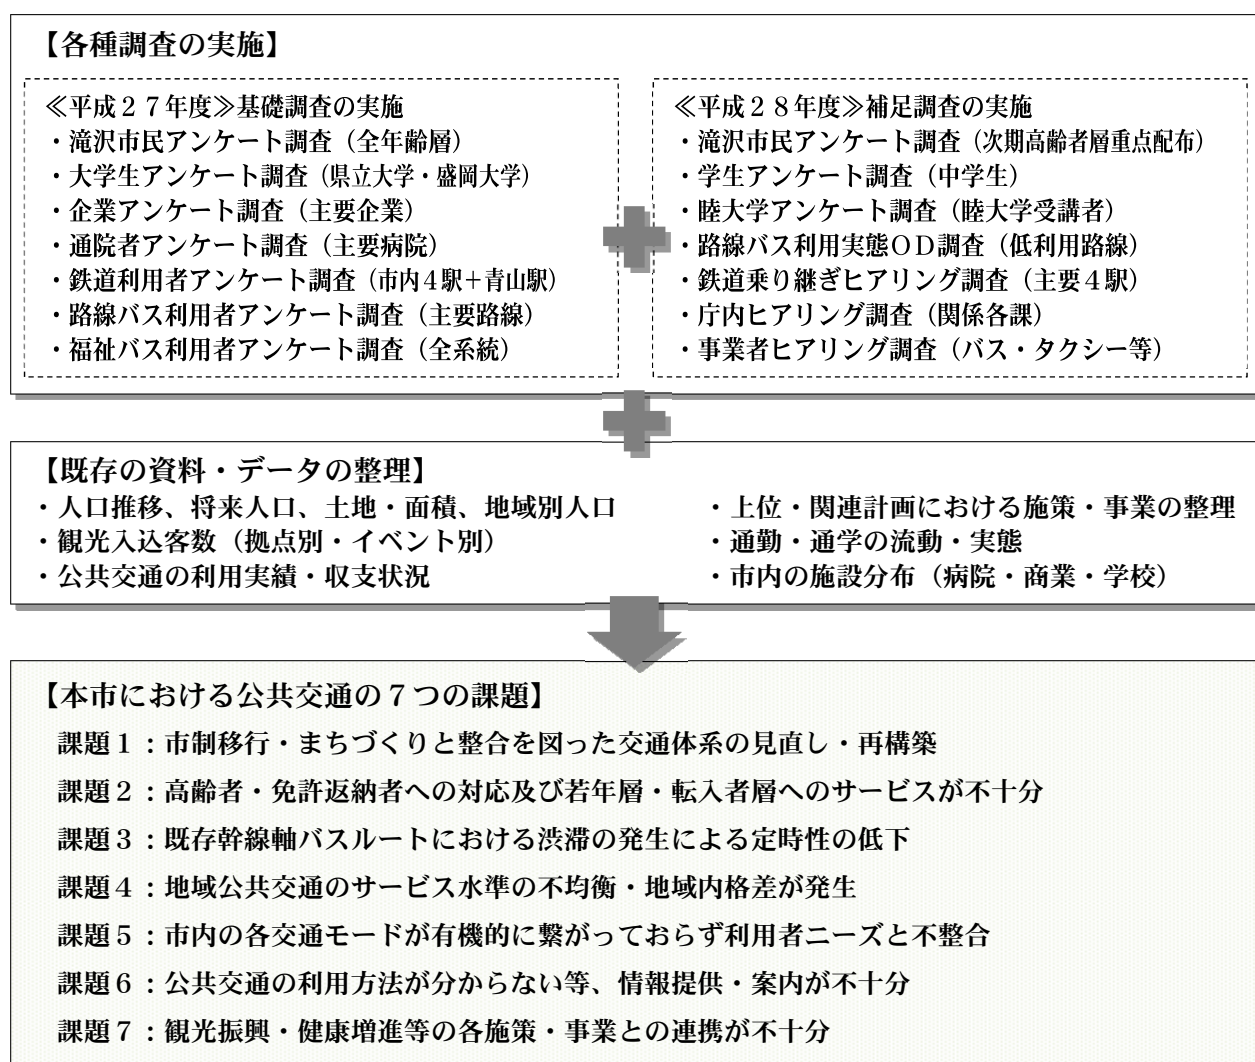 【各種調査の実施】
≪平成２７年度≫基礎調査の実施
・滝沢市民アンケート調査（全年齢層）
・大学生アンケート調査（県立大学・盛岡大学）
・企業アンケート調査（主要企業）
・通院者アンケート調査（主要病院）
・鉄道利用者アンケート調査（市内４駅＋青山駅）
・路線バス利用者アンケート調査（主要路線）
・福祉バス利用者アンケート調査（全系統）
≪平成２８年度≫補足調査の実施
・滝沢市民アンケート調査（次期高齢者層重点配布）
・学生アンケート調査（中学生）
・睦大学アンケート調査（睦大学受講者）
・路線バス利用実態ＯＤ調査（低利用路線）
・鉄道乗り継ぎヒアリング調査（主要４駅）
・庁内ヒアリング調査（関係各課）
・事業者ヒアリング調査（バス・タクシー等）
【既存の資料・データの整理】
・人口推移、将来人口、土地・面積、地域別人口
・観光入込客数（拠点別・イベント別）
・公共交通の利用実績・収支状況
・上位・関連計画における施策・事業の整理
・通勤・通学の流動・実態
・市内の施設分布（病院・商業・学校）
【本市における公共交通の７つの課題】
課題１：市制移行・まちづくりと整合を図った交通体系の見直し・再構築
課題２：高齢者・免許返納者への対応及び若年層・転入者層へのサービスが不十分
課題３：既存幹線軸バスルートにおける渋滞の発生による定時性の低下
課題４：地域公共交通のサービス水準の不均衡・地域内格差が発生
課題５：市内の各交通モードが有機的に繋がっておらず利用者ニーズと不整合
課題６：公共交通の利用方法が分からない等、情報提供・案内が不十分
課題７：観光振興・健康増進等の各施策・事業との連携が不十分